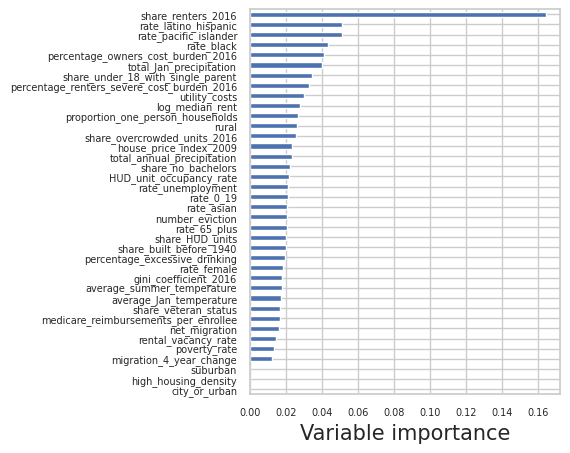 share_renters_2016
rate_latino_hispanic
rate_pacific_islander
rate_black
percentage_owners_cost_burden_2016
total_Jan_precipitation
share_under_18_with_single_parent
percentage_renters_severe_cost_burden_2016
utility_costs
log_median_rent
proportion_one_person_households
rural
share_overcrowded_units_2016
house_price_index_2009
total_annual_precipitation
share_no_bachelors
HUD_unit_occupancy_rate
rate_unemployment
rate_0_19
rate_asian
number_eviction
rate_65_plus
share_HUD_units
share_built_before_1940
percentage_excessive_drinking
rate_female
gini_coefficient_2016
average_summer_temperature
average_Jan_temperature
share_veteran_status
medicare_reimbursements_per_enrollee
net_migration
rental_vacancy_rate
poverty_rate
migration_4_year_change
suburban
high_housing_density
city_or_urban
0.00 0.02 0.04 0.06 0.08 0.10 0.12 0.14 0.16
Variable importance